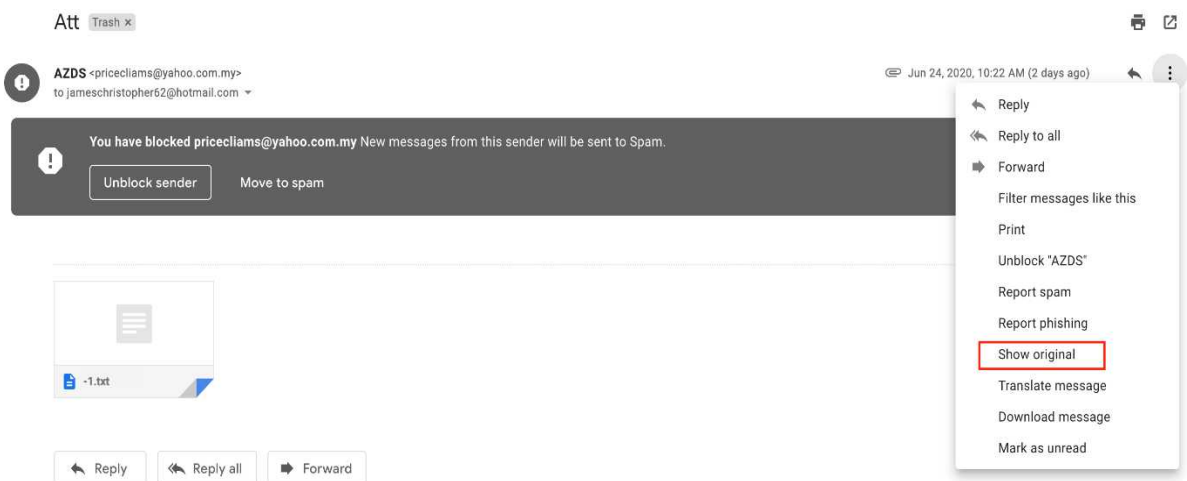 Att Trash ×
AZDS <pricecliams@yahoo.com.my>
Jun 24, 2020, 10:22 AM (2 days ago)
to jameschristopher62@hotmail.com
You have blocked pricecliams@yahoo.com.my New messages from this sender will be sent to Spam.
Unblock sender Move to spam
-1.txt
Reply Reply all Forward
Reply
Reply to all
Forward
Filter messages like this
Print
Unblock "AZDS"
Report spam
Report phishing
Show original
Translate message
Download message
Mark as unread